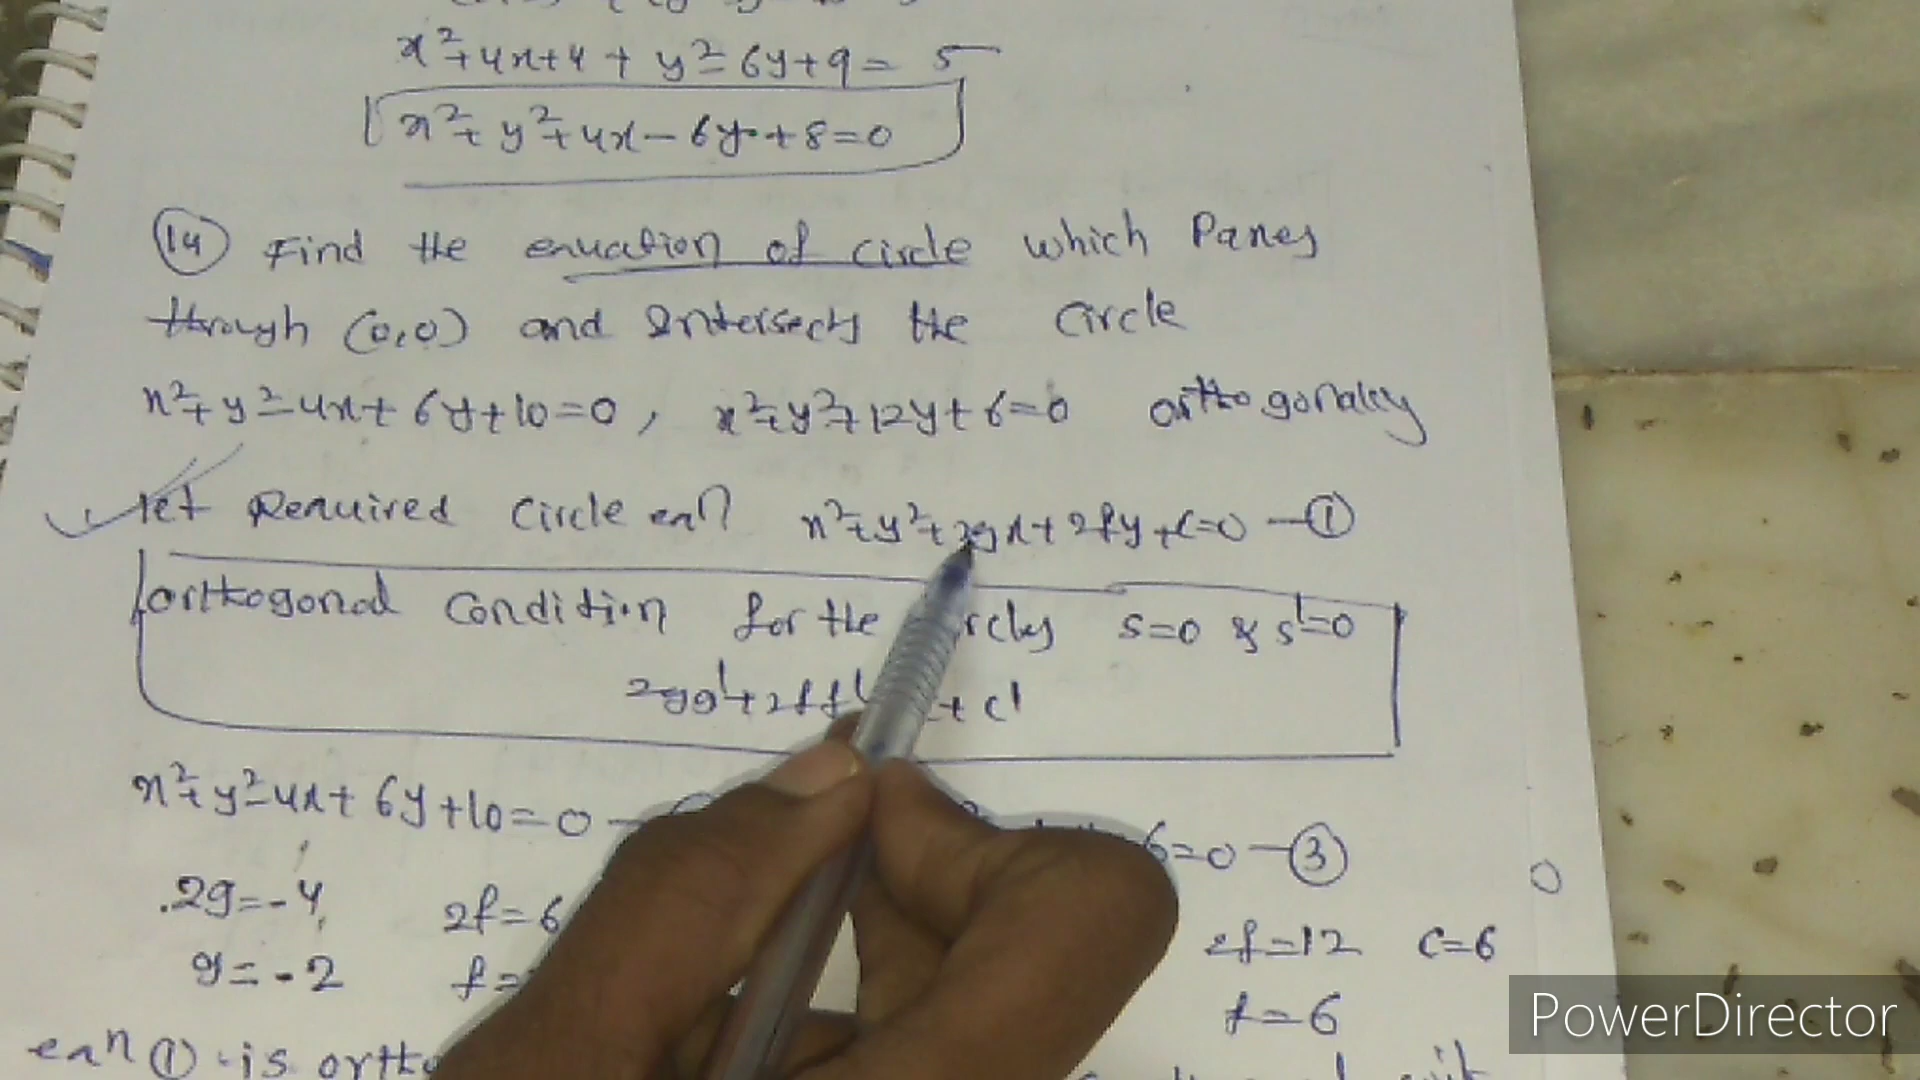 x²+4x+4 + y²-6y+9= 5
x²+y²+4x-6y+8=0
(14) Find the equation of circle which Passes
through (0,0) and Intersects the Circle
x²+y²-4x+6y+10=0, x²+y²+12y+6=0 orthogonally
let Required Circle eqn x²+y²+2gx+2fy+c=0 —①
orthogonal Condition for the s=0 & s'=0
2gg'+2ff' + c'
x²+y²-4x+6y+10=0 — 6=0 —③
2g=-4 2f=6 2f=12 c=6
g=-2 f= f=6
eqn ① is
PowerDirector